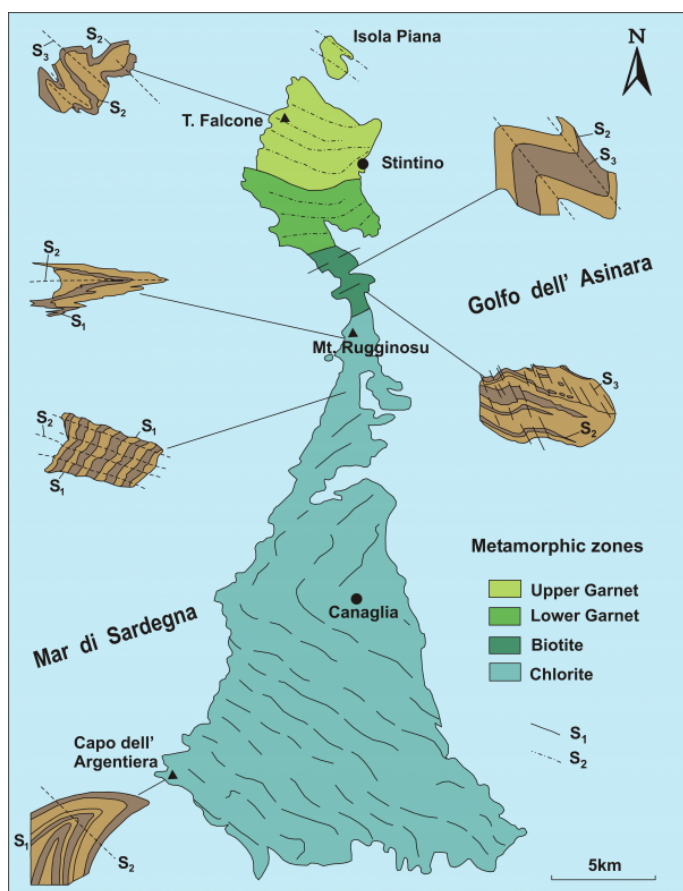 Isola Piana
N
S3
S2
S2
T. Falcone
Stintino
S2
S3
S2
S1
Golfo dell' Asinara
Mt. Rugginosu
S3
S2
S2
S1
S1
Metamorphic zones
Upper Garnet
Lower Garnet
Biotite
Chlorite
Canaglia
Mar di Sardegna
S1
S2
Capo dell'
Argentiera
S1
S2
5km